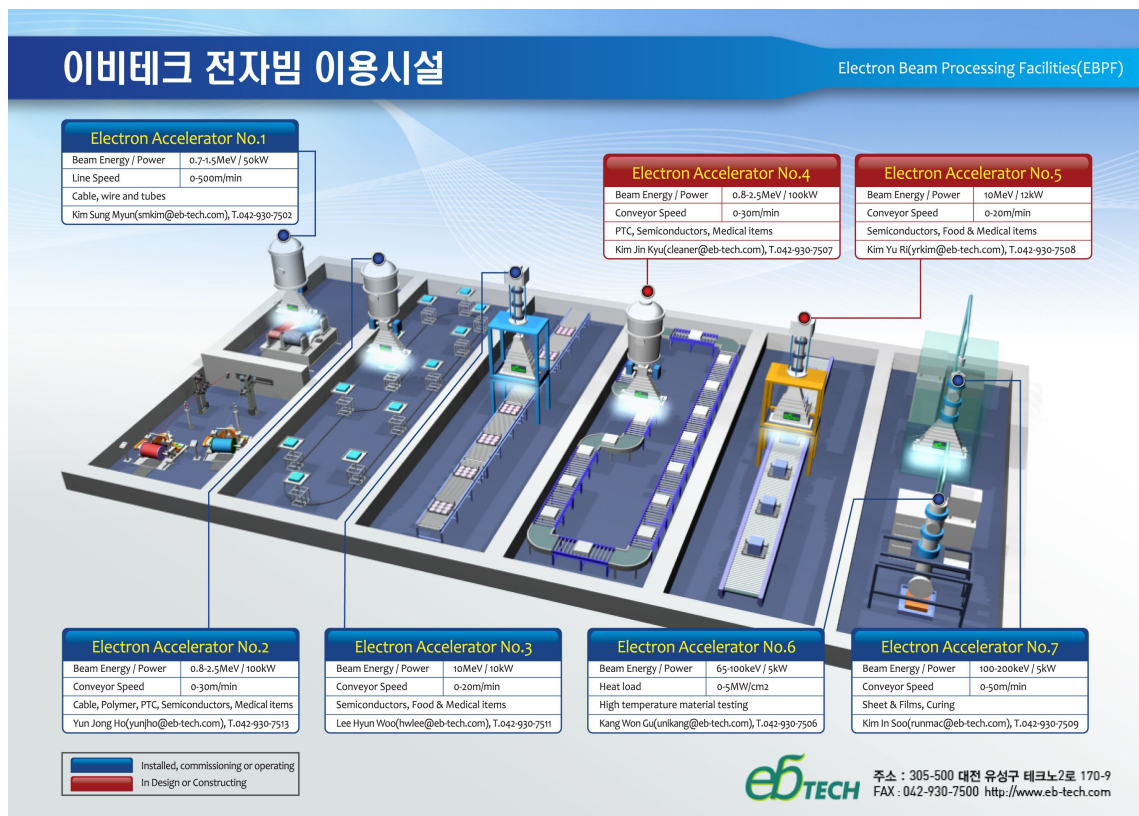 이비테크 전자빔 이용시설
Electron Beam Processing Facilities(EBPF)
Electron Accelerator No.1
Beam Energy / Power 0.7-1.5MeV / 50kW
Line Speed 0-500m/min
Cable, wire and tubes
Kim Sung Myun(smkim@eb-tech.com), T.042-930-7502
Electron Accelerator No.4
Beam Energy / Power 0.8-2.5MeV / 100kW
Conveyor Speed 0-30m/min
PTC, Semiconductors, Medical items
Kim Jin Kyu(cleaner@eb-tech.com), T.042-930-7507
Electron Accelerator No.5
Beam Energy / Power 10MeV / 12kW
Conveyor Speed 0-20m/min
Semiconductors, Food & Medical items
Kim Yu Ri(yrkim@eb-tech.com), T.042-930-7508
Electron Accelerator No.2
Beam Energy / Power 0.8-2.5MeV / 100kW
Conveyor Speed 0-30m/min
Cable, Polymer, PTC, Semiconductors, Medical items
Yun Jong Ho(yunjho@eb-tech.com), T.042-930-7513
Electron Accelerator No.3
Beam Energy / Power 10MeV / 10kW
Conveyor Speed 0-20m/min
Semiconductors, Food & Medical items
Lee Hyun Woo(hwlee@eb-tech.com), T.042-930-7511
Electron Accelerator No.6
Beam Energy / Power 65-100keV / 5kW
Heat load 0-5MW/cm2
High temperature material testing
Kang Won Gu(unikang@eb-tech.com), T.042-930-7506
Electron Accelerator No.7
Beam Energy / Power 100-200keV / 5kW
Conveyor Speed 0-50m/min
Sheet & Films, Curing
Kim In Soo(runmac@eb-tech.com), T.042-930-7509
Installed, commissioning or operating
In Design or Constructing
eb TECH
주소 : 305-500 대전 유성구 테크노2로 170-9
FAX : 042-930-7500 http://www.eb-tech.com